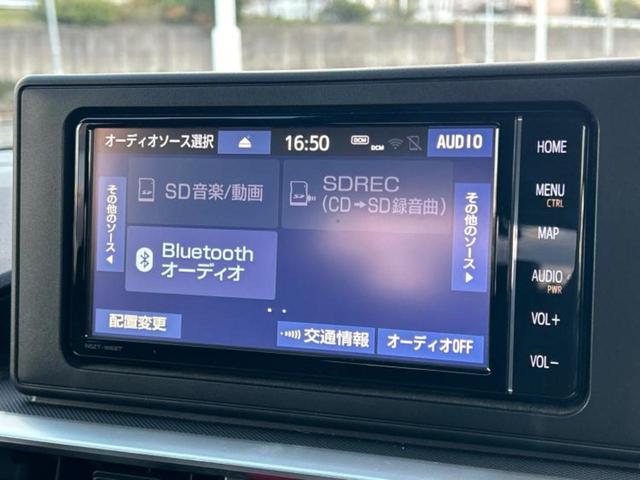 オーディオソース選択
16:50
DCM
DCM
AUDIO
その他のソース
SD音楽/動画
SDREC
(CD→SD録音曲)
その他のソース
Bluetooth
オーディオ
配置変更
交通情報
オーディオOFF
HOME
MENU
CTRL
MAP
AUDIO
PWR
VOL+
VOL-